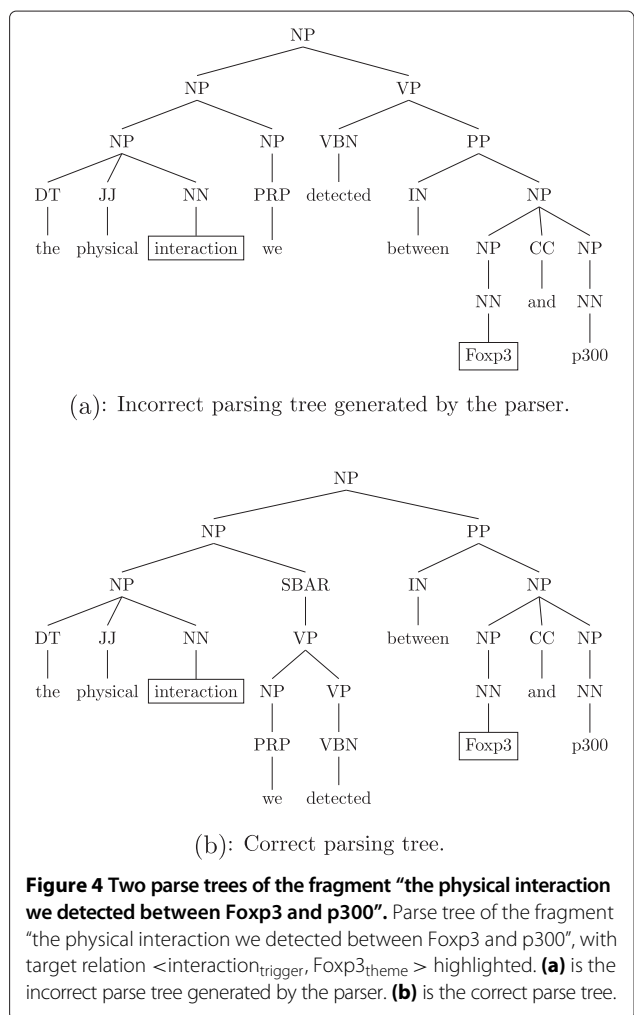 NP
NP VP
NP NP VBN PP
DT JJ NN PRP detected IN NP
the physical interaction we between NP CC NP
NN and NN
Foxp3 p300
(a): Incorrect parsing tree generated by the parser.
NP
NP PP
NP SBAR IN NP
DT JJ NN VP between NP CC NP
the physical interaction NP VP NN and NN
PRP VBN Foxp3 p300
we detected
(b): Correct parsing tree.
Figure 4 Two parse trees of the fragment “the physical interaction
we detected between Foxp3 and p300”. Parse tree of the fragment
“the physical interaction we detected between Foxp3 and p300”, with
target relation <interactiontrigger, Foxp3theme > highlighted. (a) is the
incorrect parse tree generated by the parser. (b) is the correct parse tree.